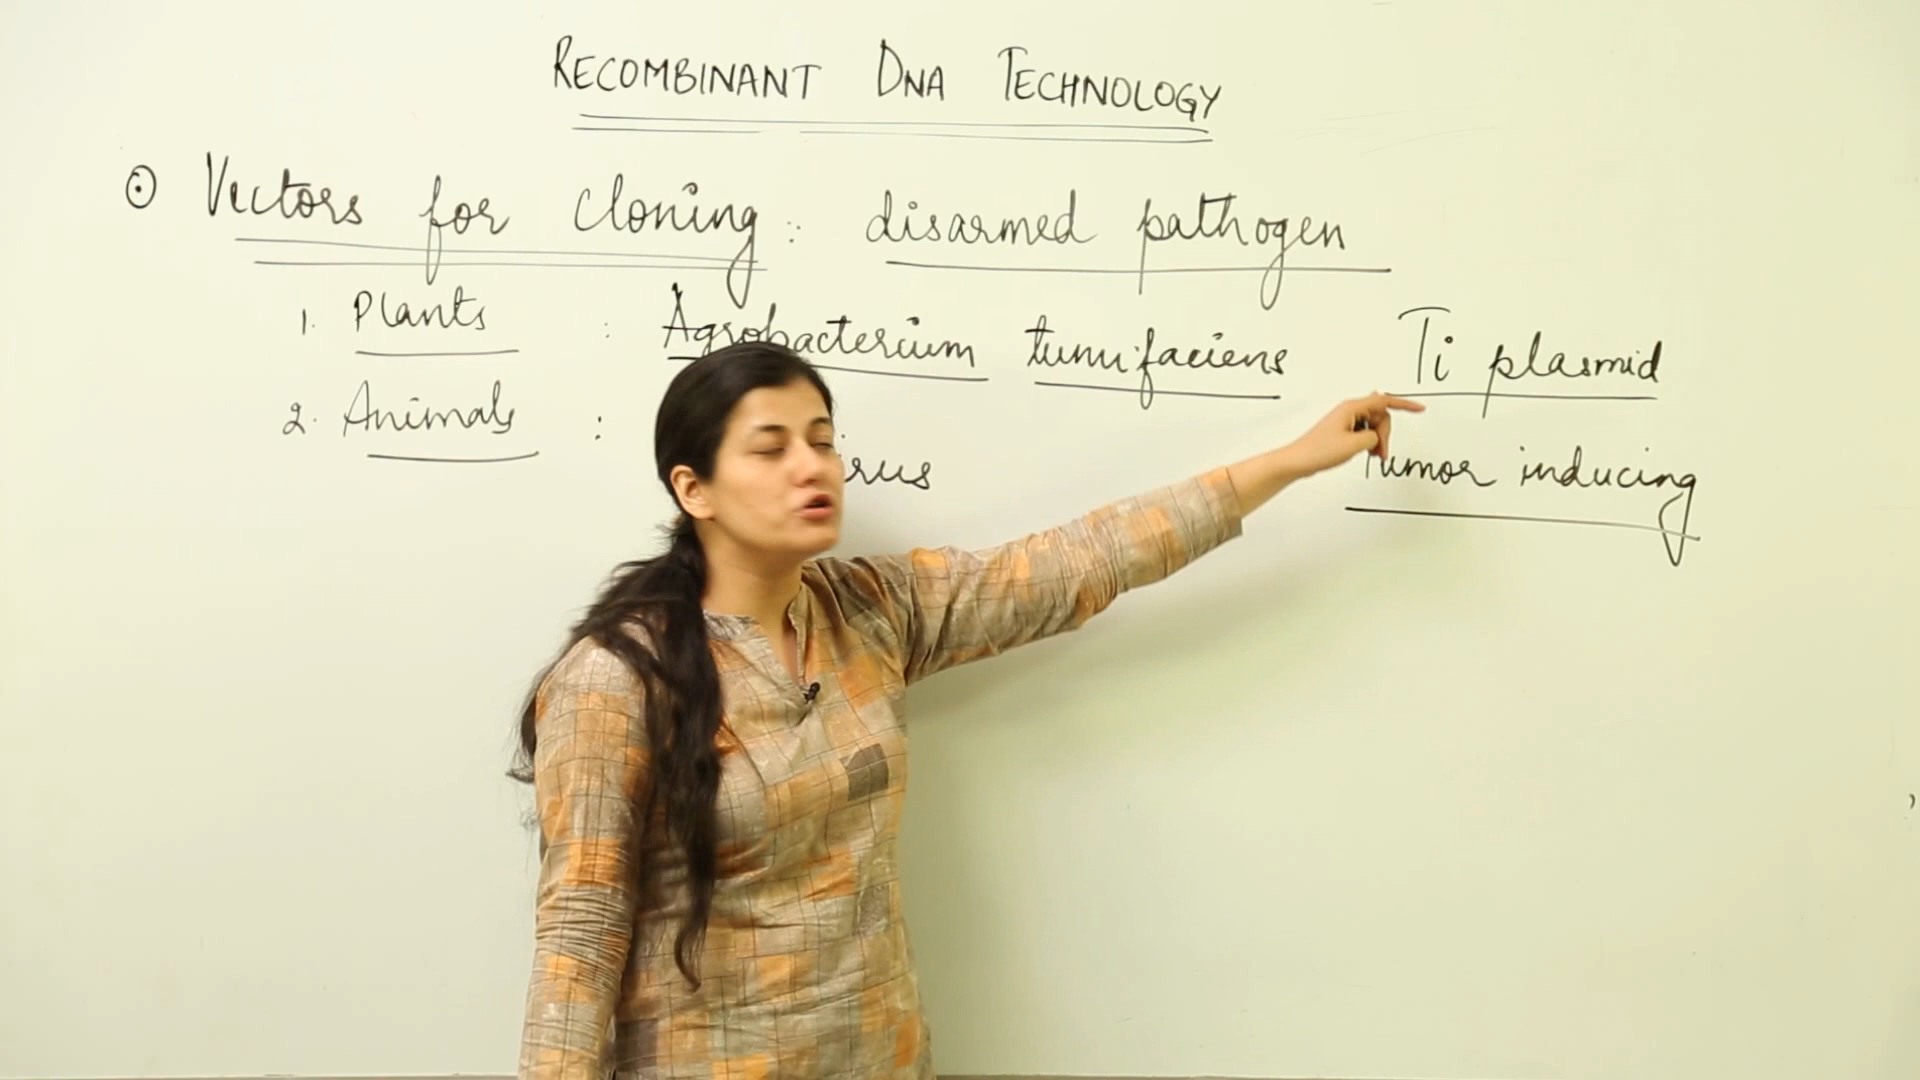 RECOMBINANT DNA TECHNOLOGY
⊙ Vectors for cloning : disarmed pathogen
1. Plants : Agrobacterium tumifaciens Ti plasmid
2. Animals :
Tumor inducing